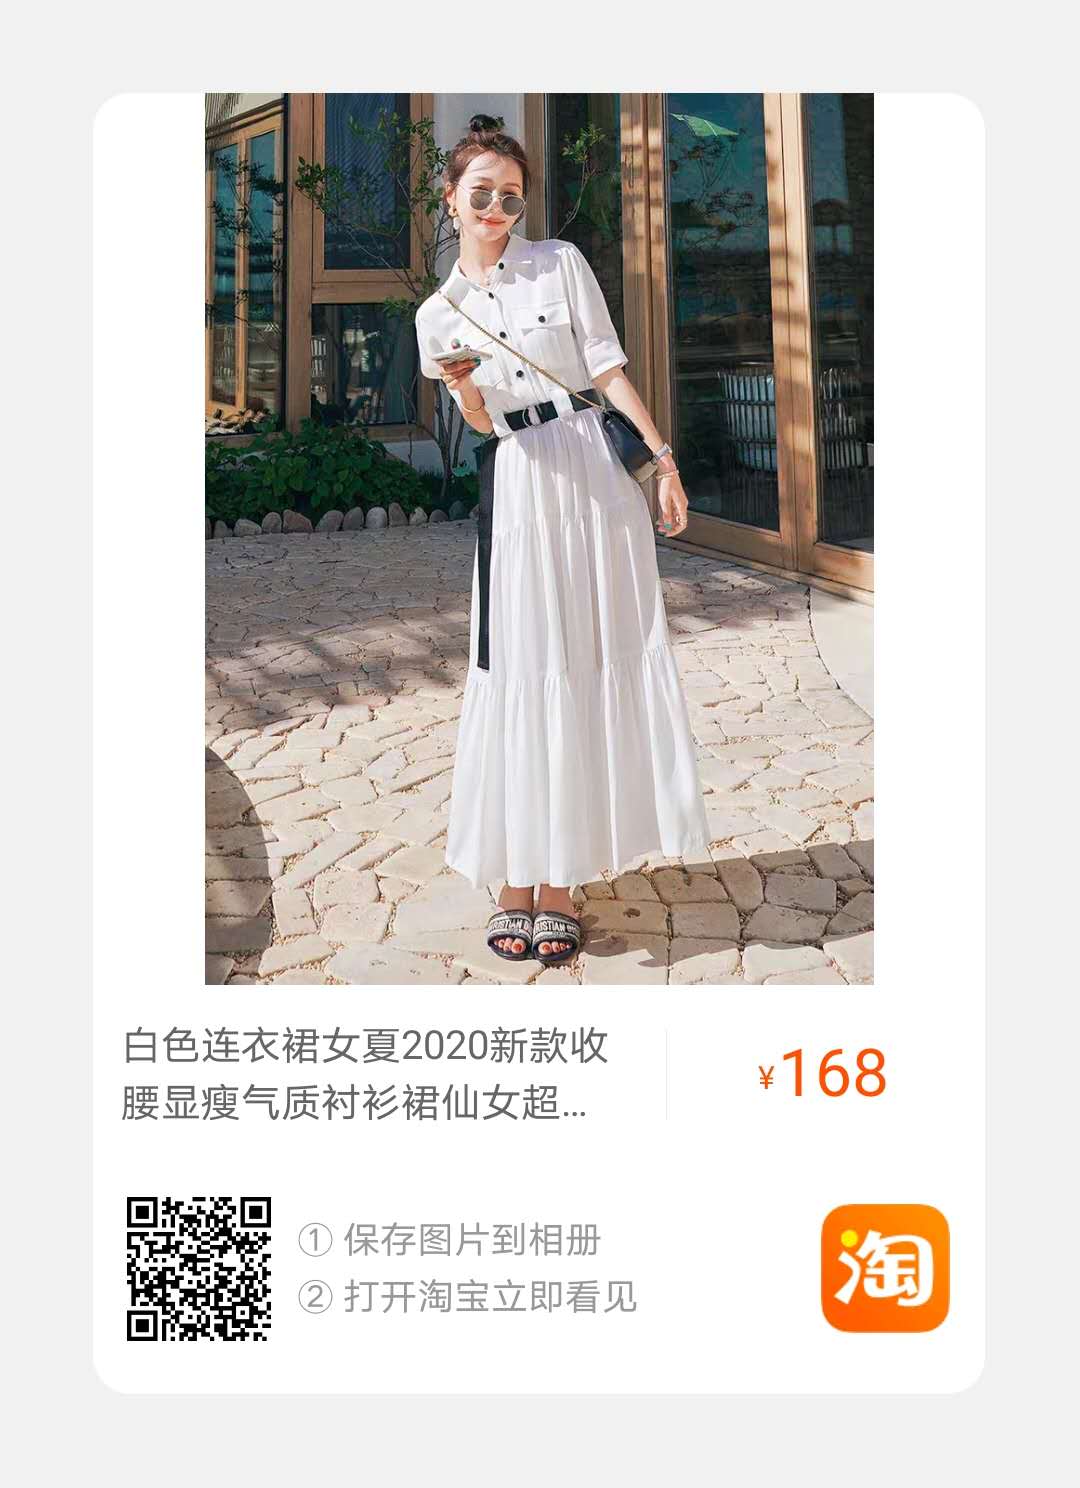 白色连衣裙女夏2020新款收
腰显瘦气质衬衫裙仙女超...
¥168
① 保存图片到相册
② 打开淘宝立即看见
淘